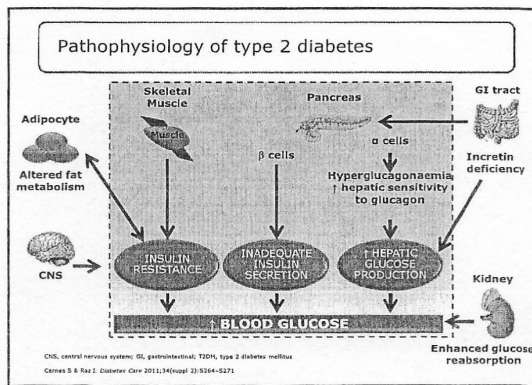 Pathophysiology of type 2 diabetes
Skeletal
Muscle
Muscle
Pancreas
GI tract
Adipocyte
Altered fat
metabolism
β cells
α cells
Hyperglucagonaemia
↑ hepatic sensitivity
to glucagon
Incretin
deficiency
CNS
INSULIN
RESISTANCE
INADEQUATE
INSULIN
SECRETION
↑ HEPATIC
GLUCOSE
PRODUCTION
Kidney
↑ BLOOD GLUCOSE
Enhanced glucose
reabsorption
CNS, central nervous system; GI, gastrointestinal; T2DM, type 2 diabetes mellitus
Cernea S & Raz I. Diabetes Care 2011;34(suppl 2):S264–S271